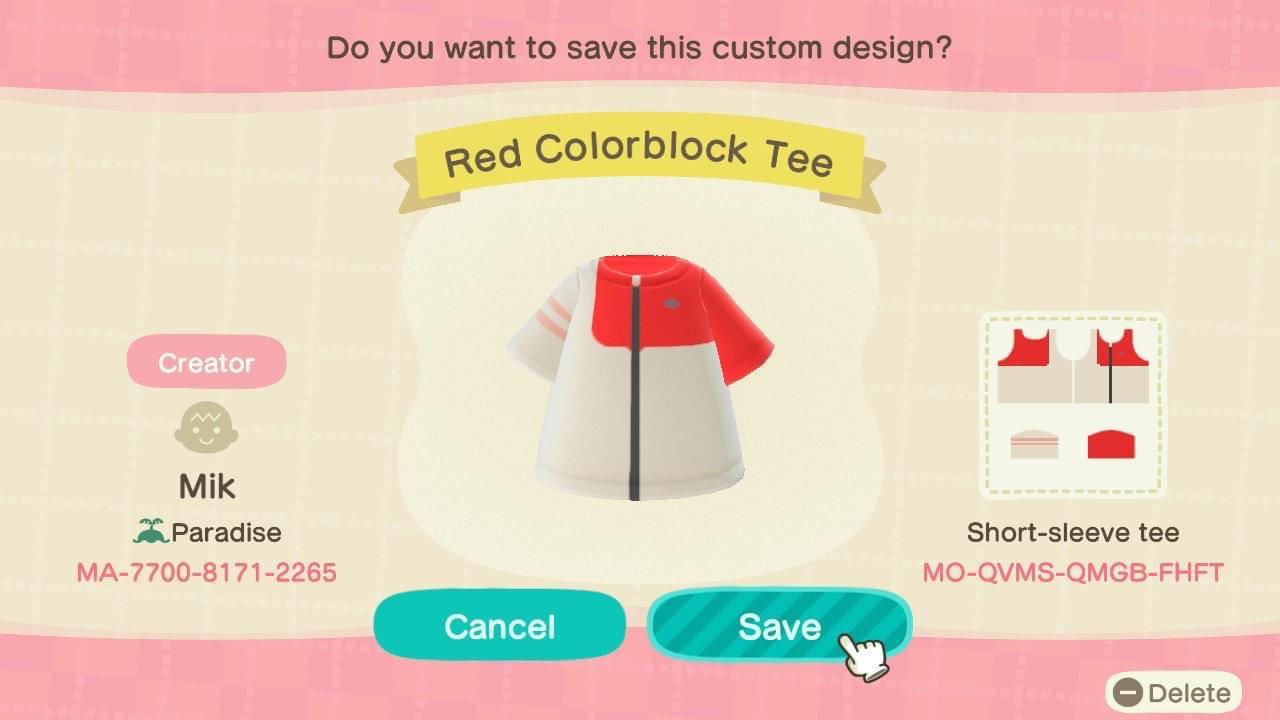 Do you want to save this custom design?
Red Colorblock Tee
Creator
Mik
Paradise
MA-7700-8171-2265
Short-sleeve tee
MO-QVMS-QMGB-FHFT
Cancel
Save
Delete